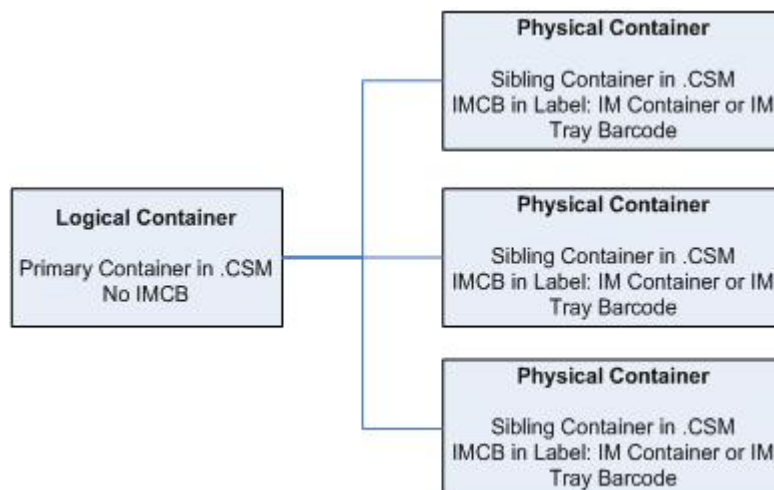 Physical Container
Sibling Container in .CSM
IMCB in Label: IM Container or IM
Tray Barcode
Logical Container
Primary Container in .CSM
No IMCB
Physical Container
Sibling Container in .CSM
IMCB in Label: IM Container or IM
Tray Barcode
Physical Container
Sibling Container in .CSM
IMCB in Label: IM Container or IM
Tray Barcode